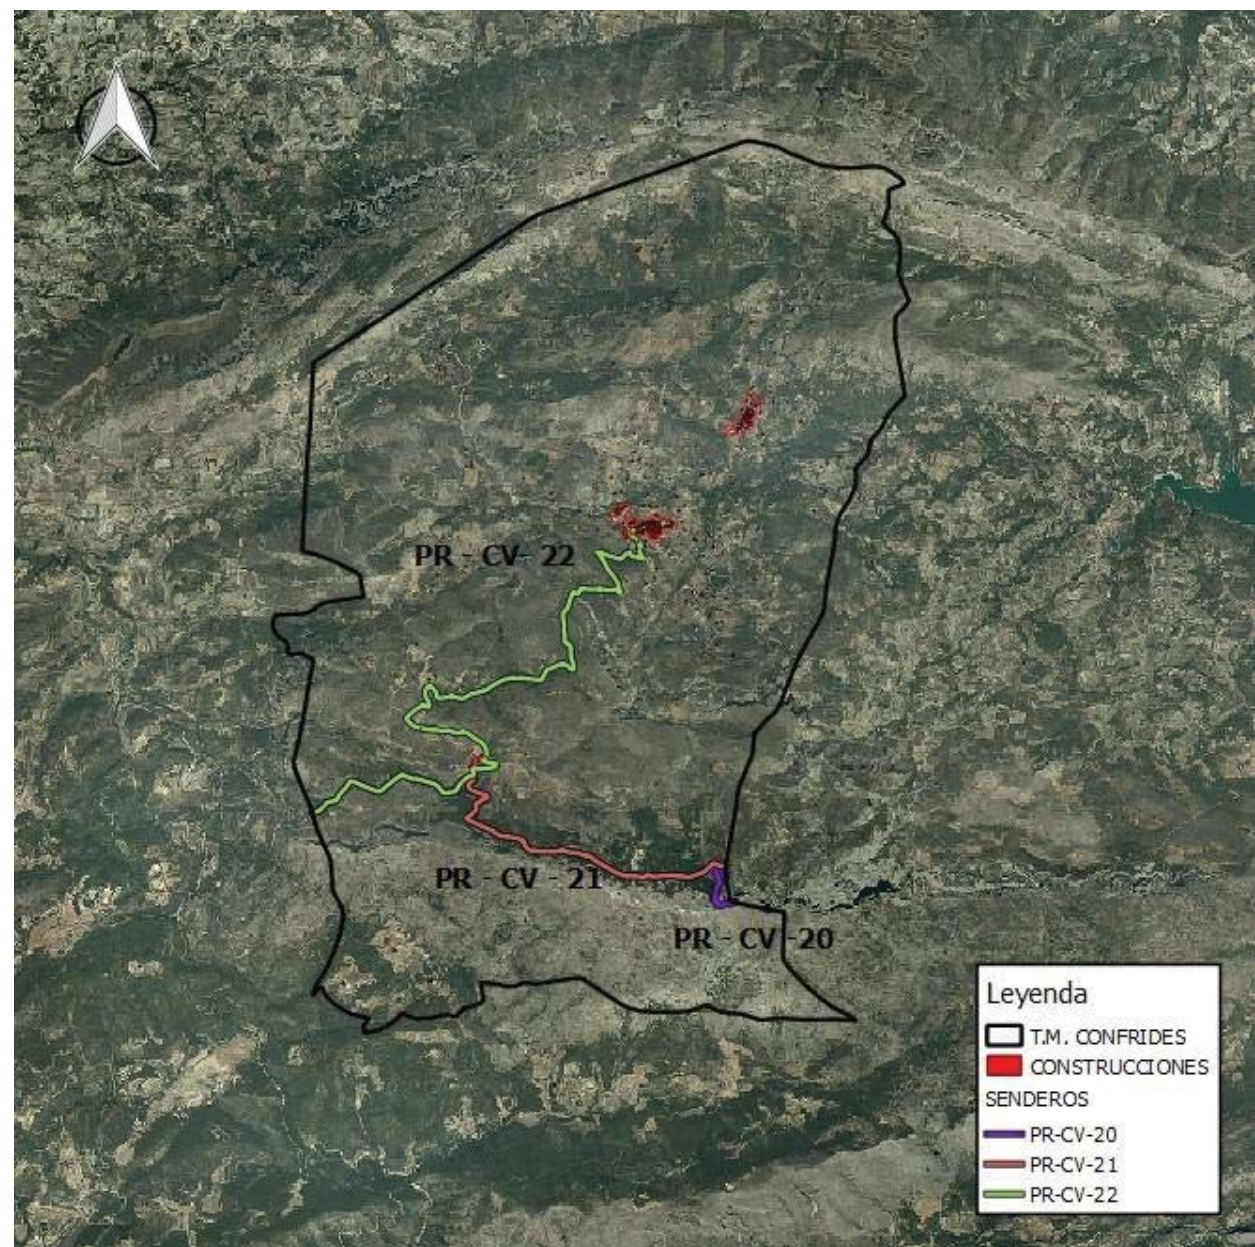 PR - CV- 22
PR - CV - 21
PR - CV -20
Leyenda
T.M. CONFRIDES
CONSTRUCCIONES
SENDEROS
PR-CV-20
PR-CV-21
PR-CV-22